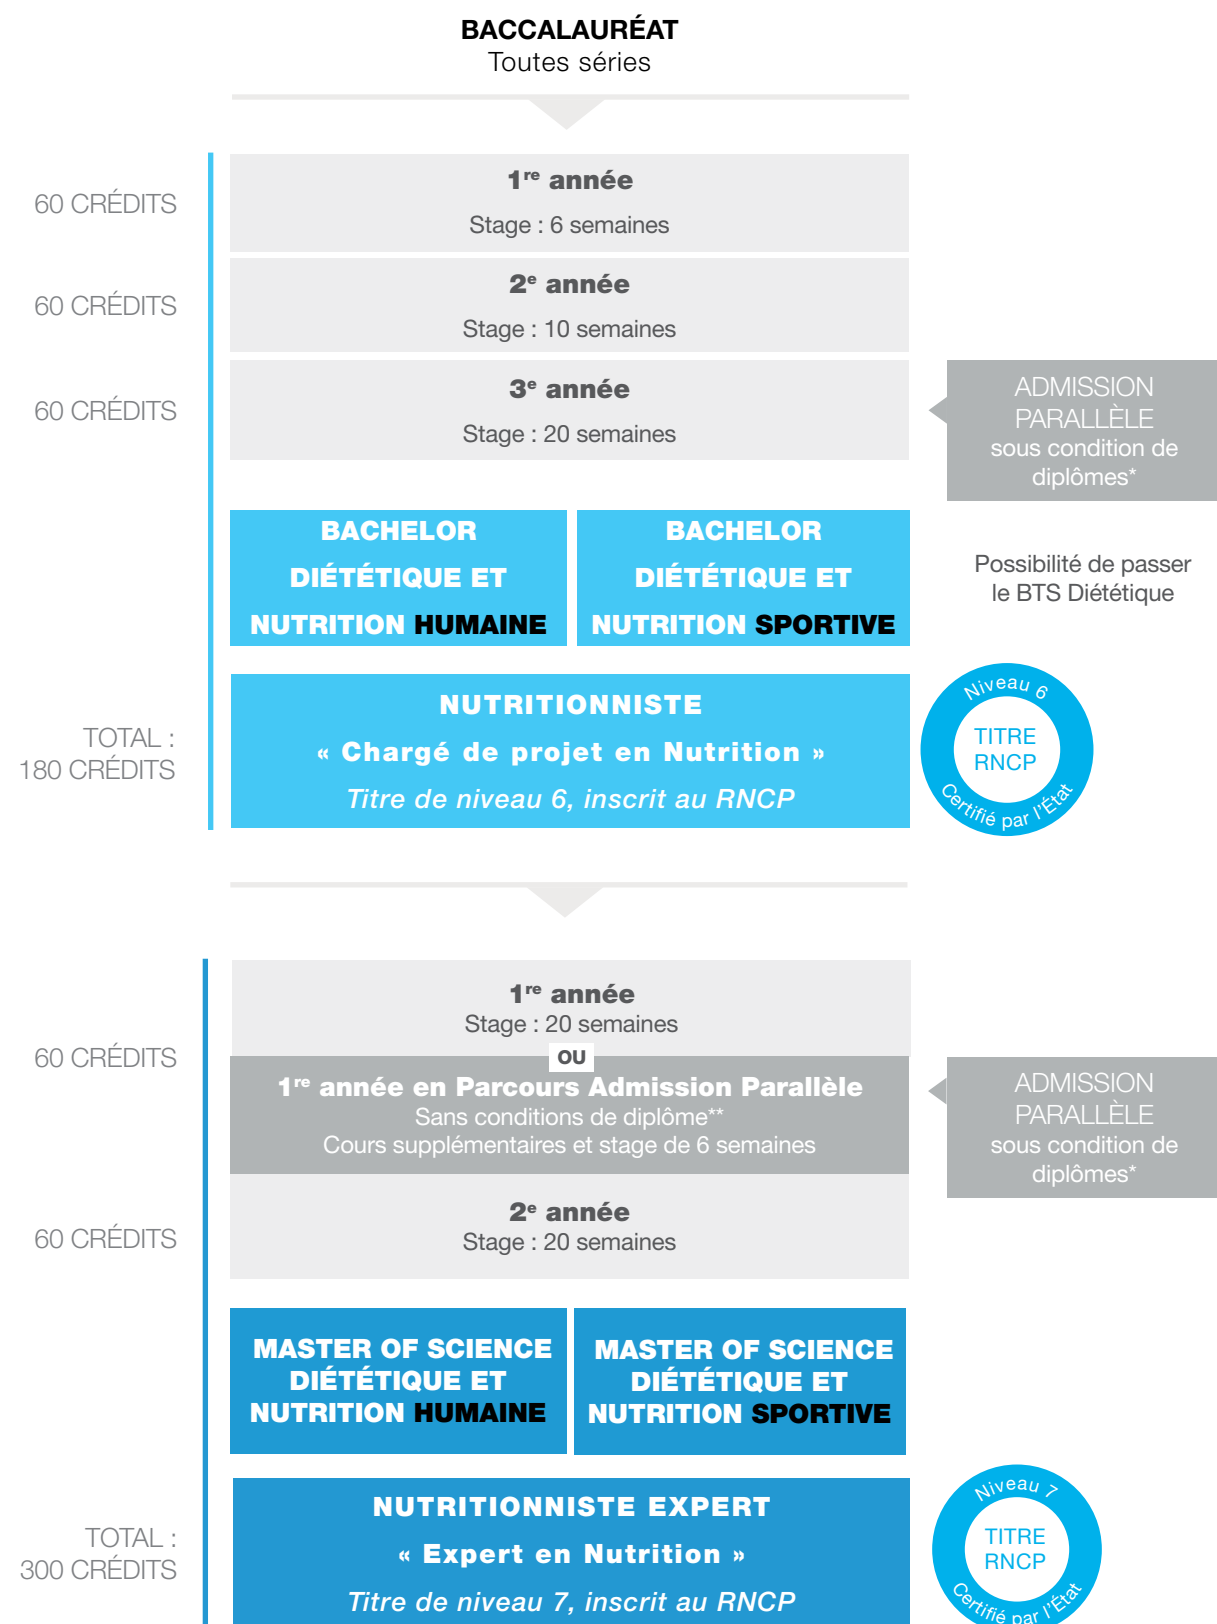 BACCALAURÉAT
Toutes séries
60 CRÉDITS
1re année
Stage : 6 semaines
60 CRÉDITS
2e année
Stage : 10 semaines
60 CRÉDITS
3e année
Stage : 20 semaines
ADMISSION
PARALLÈLE
sous condition de
diplômes*
BACHELOR
DIÉTÉTIQUE ET
NUTRITION HUMAINE
BACHELOR
DIÉTÉTIQUE ET
NUTRITION SPORTIVE
Possibilité de passer
le BTS Diététique
TOTAL :
180 CRÉDITS
NUTRITIONNISTE
« Chargé de projet en Nutrition »
Titre de niveau 6, inscrit au RNCP
Niveau 6
TITRE
RNCP
Certifié par l'État
60 CRÉDITS
1re année
Stage : 20 semaines
OU
1re année en Parcours Admission Parallèle
Sans conditions de diplôme**
Cours supplémentaires et stage de 6 semaines
ADMISSION
PARALLÈLE
sous condition de
diplômes*
60 CRÉDITS
2e année
Stage : 20 semaines
MASTER OF SCIENCE
DIÉTÉTIQUE ET
NUTRITION HUMAINE
MASTER OF SCIENCE
DIÉTÉTIQUE ET
NUTRITION SPORTIVE
TOTAL :
300 CRÉDITS
NUTRITIONNISTE EXPERT
« Expert en Nutrition »
Titre de niveau 7, inscrit au RNCP
Niveau 7
TITRE
RNCP
Certifié par l'État